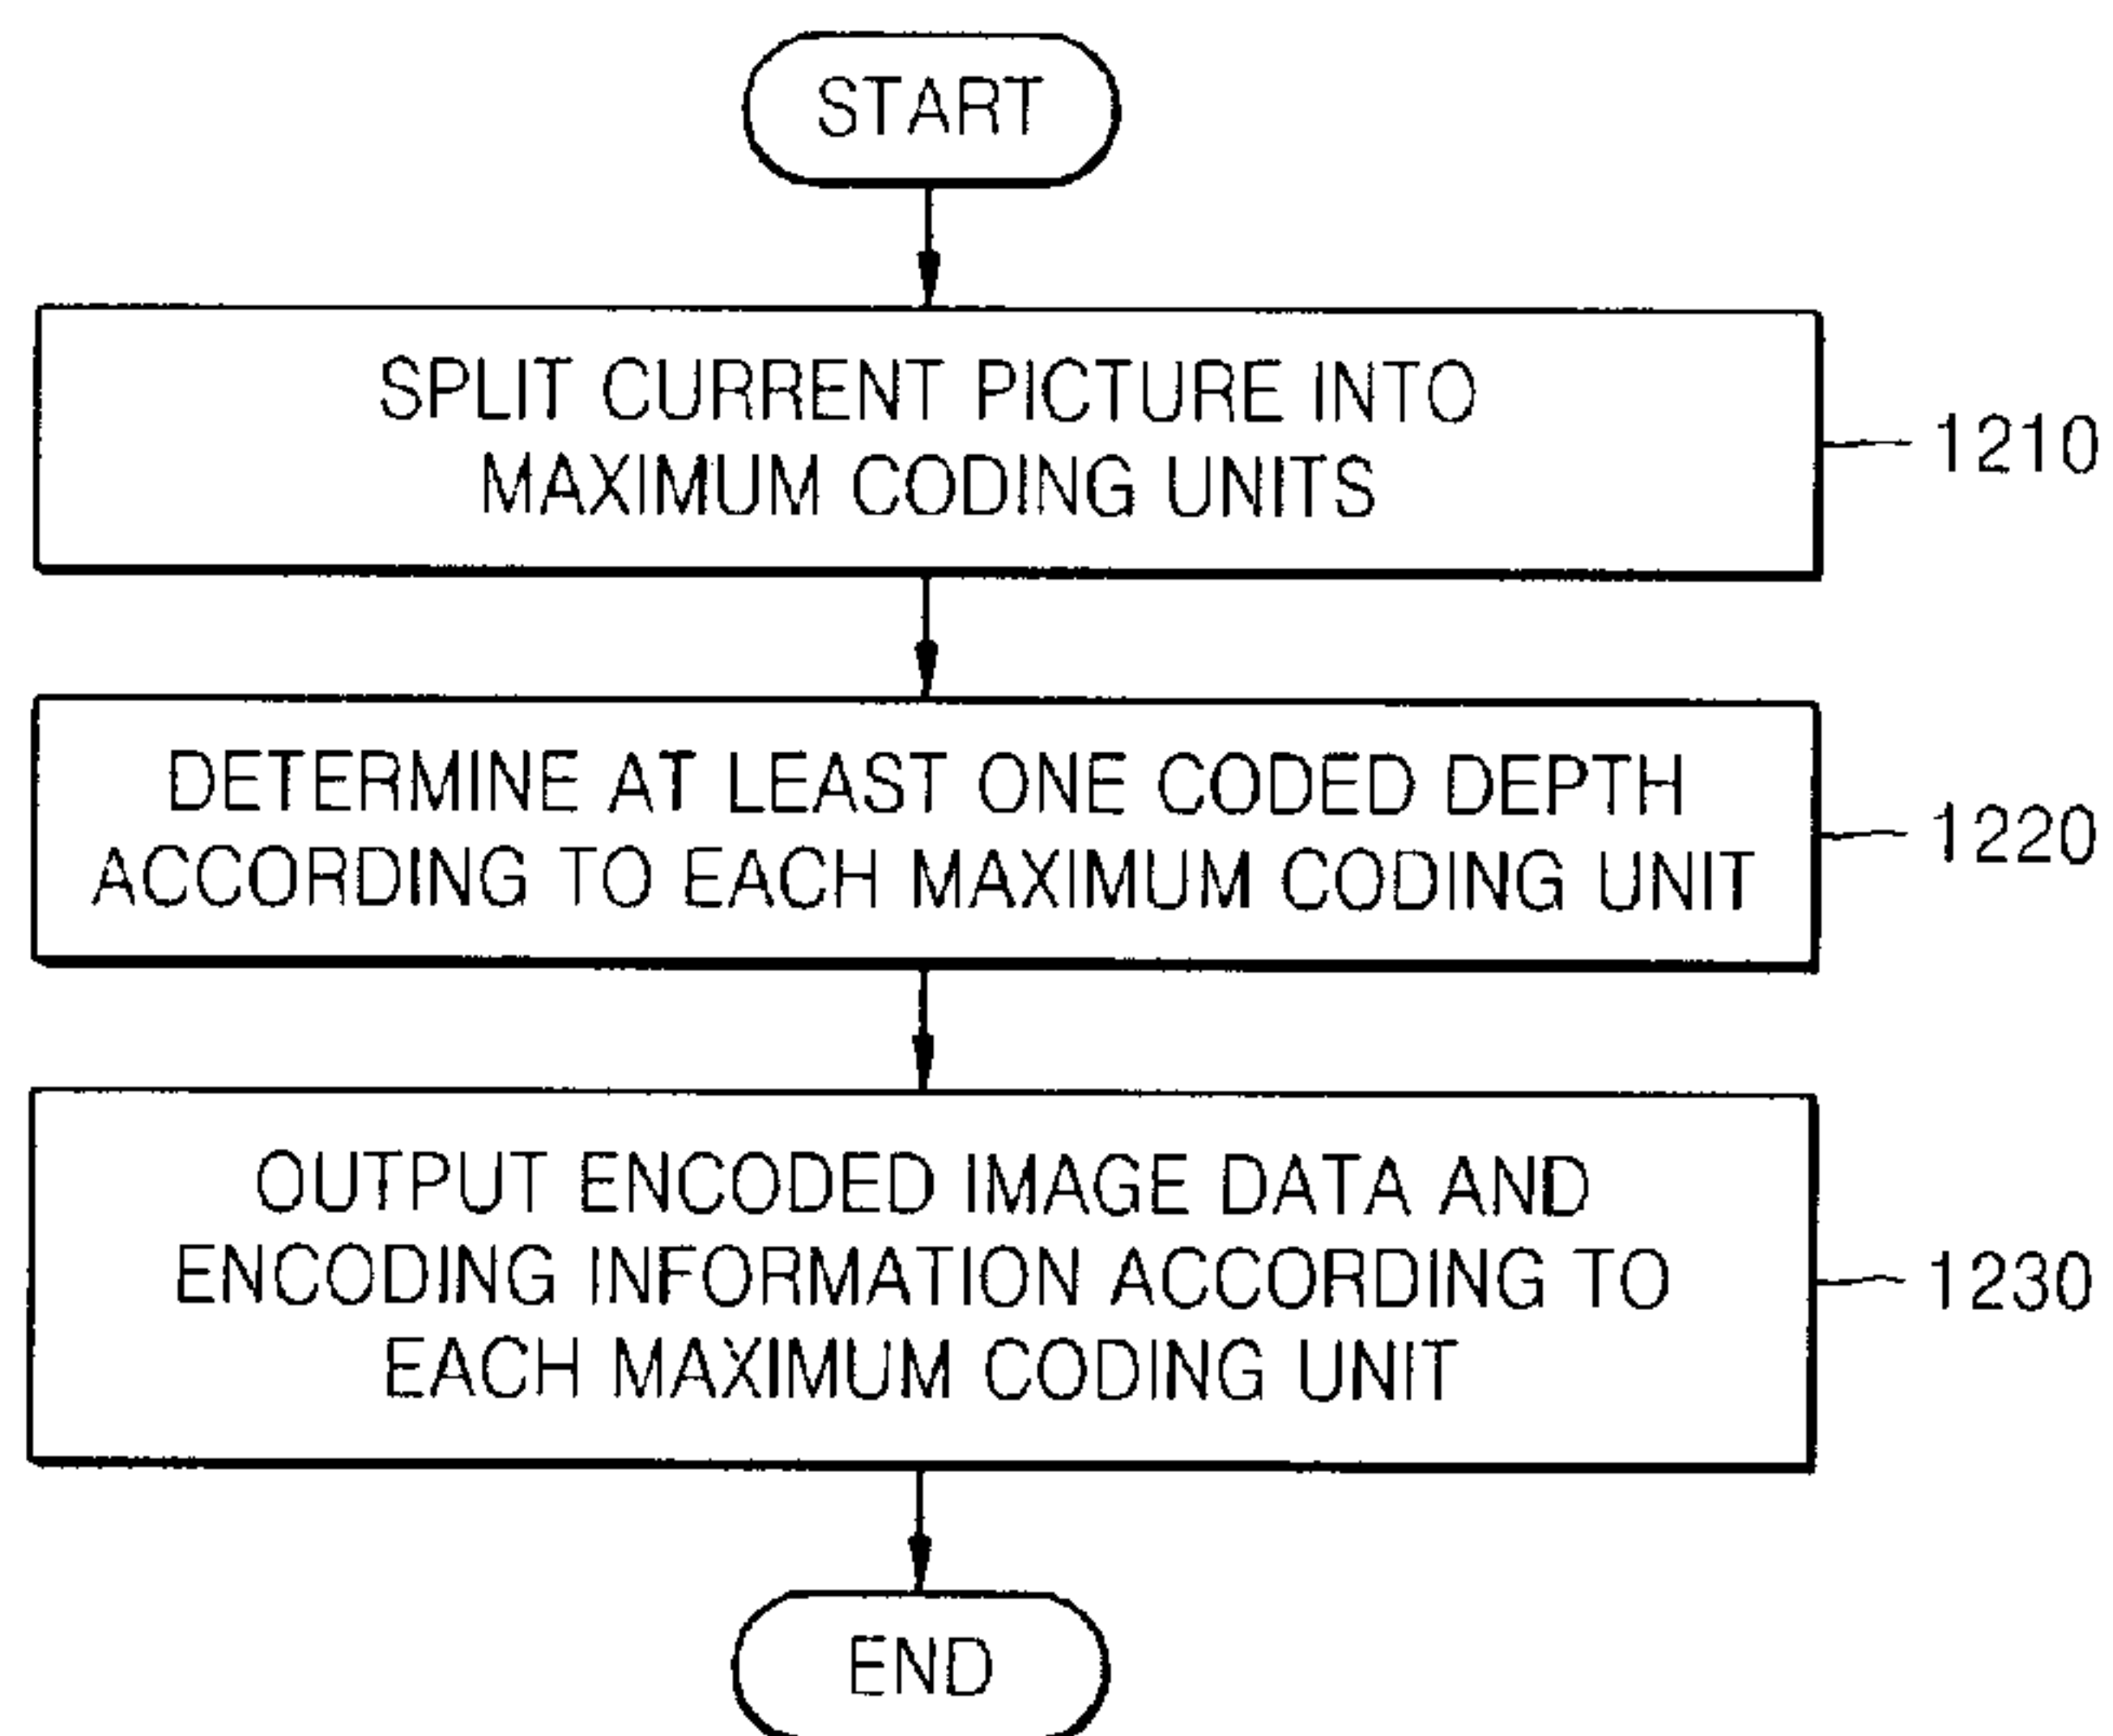 START
SPLIT CURRENT PICTURE INTO
MAXIMUM CODING UNITS
1210
DETERMINE AT LEAST ONE CODED DEPTH
ACCORDING TO EACH MAXIMUM CODING UNIT
1220
OUTPUT ENCODED IMAGE DATA AND
ENCODING INFORMATION ACCORDING TO
EACH MAXIMUM CODING UNIT
1230
END